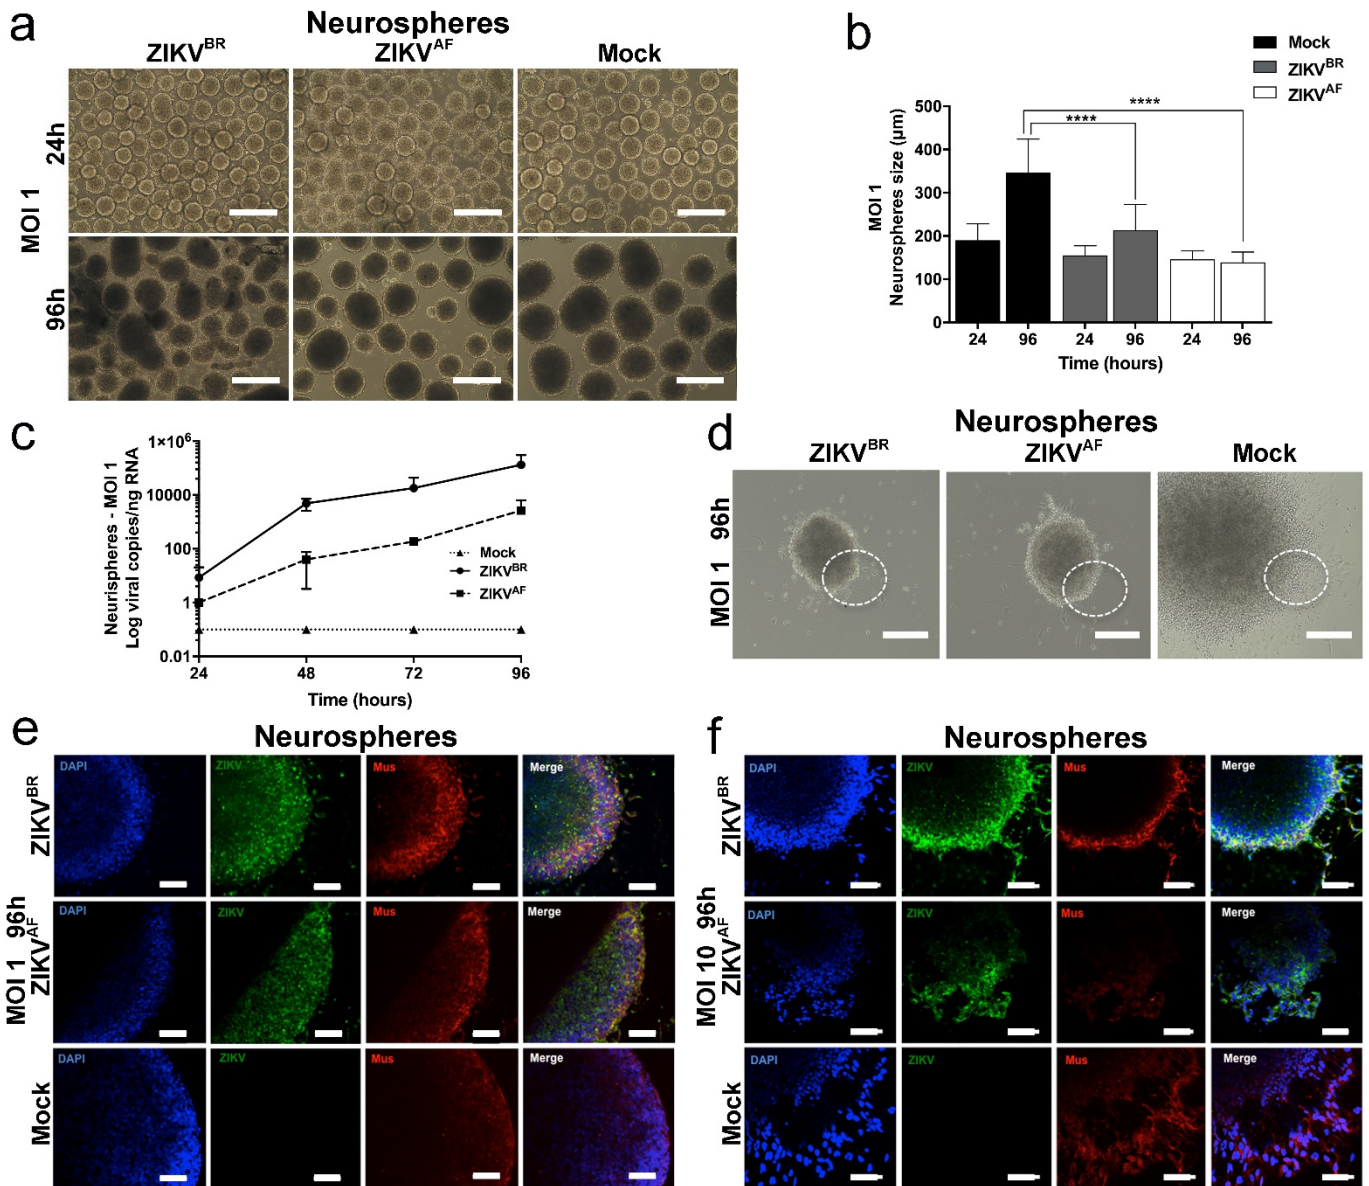 a
Neurospheres
ZIKV^BR ZIKV^AF Mock
MOI 1
24h
96h
b
Mock
ZIKV^BR
ZIKV^AF
MOI 1
Neurospheres size (µm)
500
400
300
200
100
0
**** 
****
24 96 24 96 24 96
Time (hours)
c
Neurispheres - MOI 1
Log viral copies/ng RNA
1×10^6
10000
100
1
0.01
Mock
ZIKV^BR
ZIKV^AF
24 48 72 96
Time (hours)
d
Neurospheres
ZIKV^BR ZIKV^AF Mock
MOI 1 96h
e
Neurospheres
MOI 1 96h
ZIKV^BR
DAPI ZIKV Mus Merge
ZIKV^AF
DAPI ZIKV Mus Merge
Mock
DAPI ZIKV Mus Merge
f
Neurospheres
MOI 10 96h
ZIKV^BR
DAPI ZIKV Mus Merge
ZIKV^AF
DAPI ZIKV Mus Merge
Mock
DAPI ZIKV Mus Merge